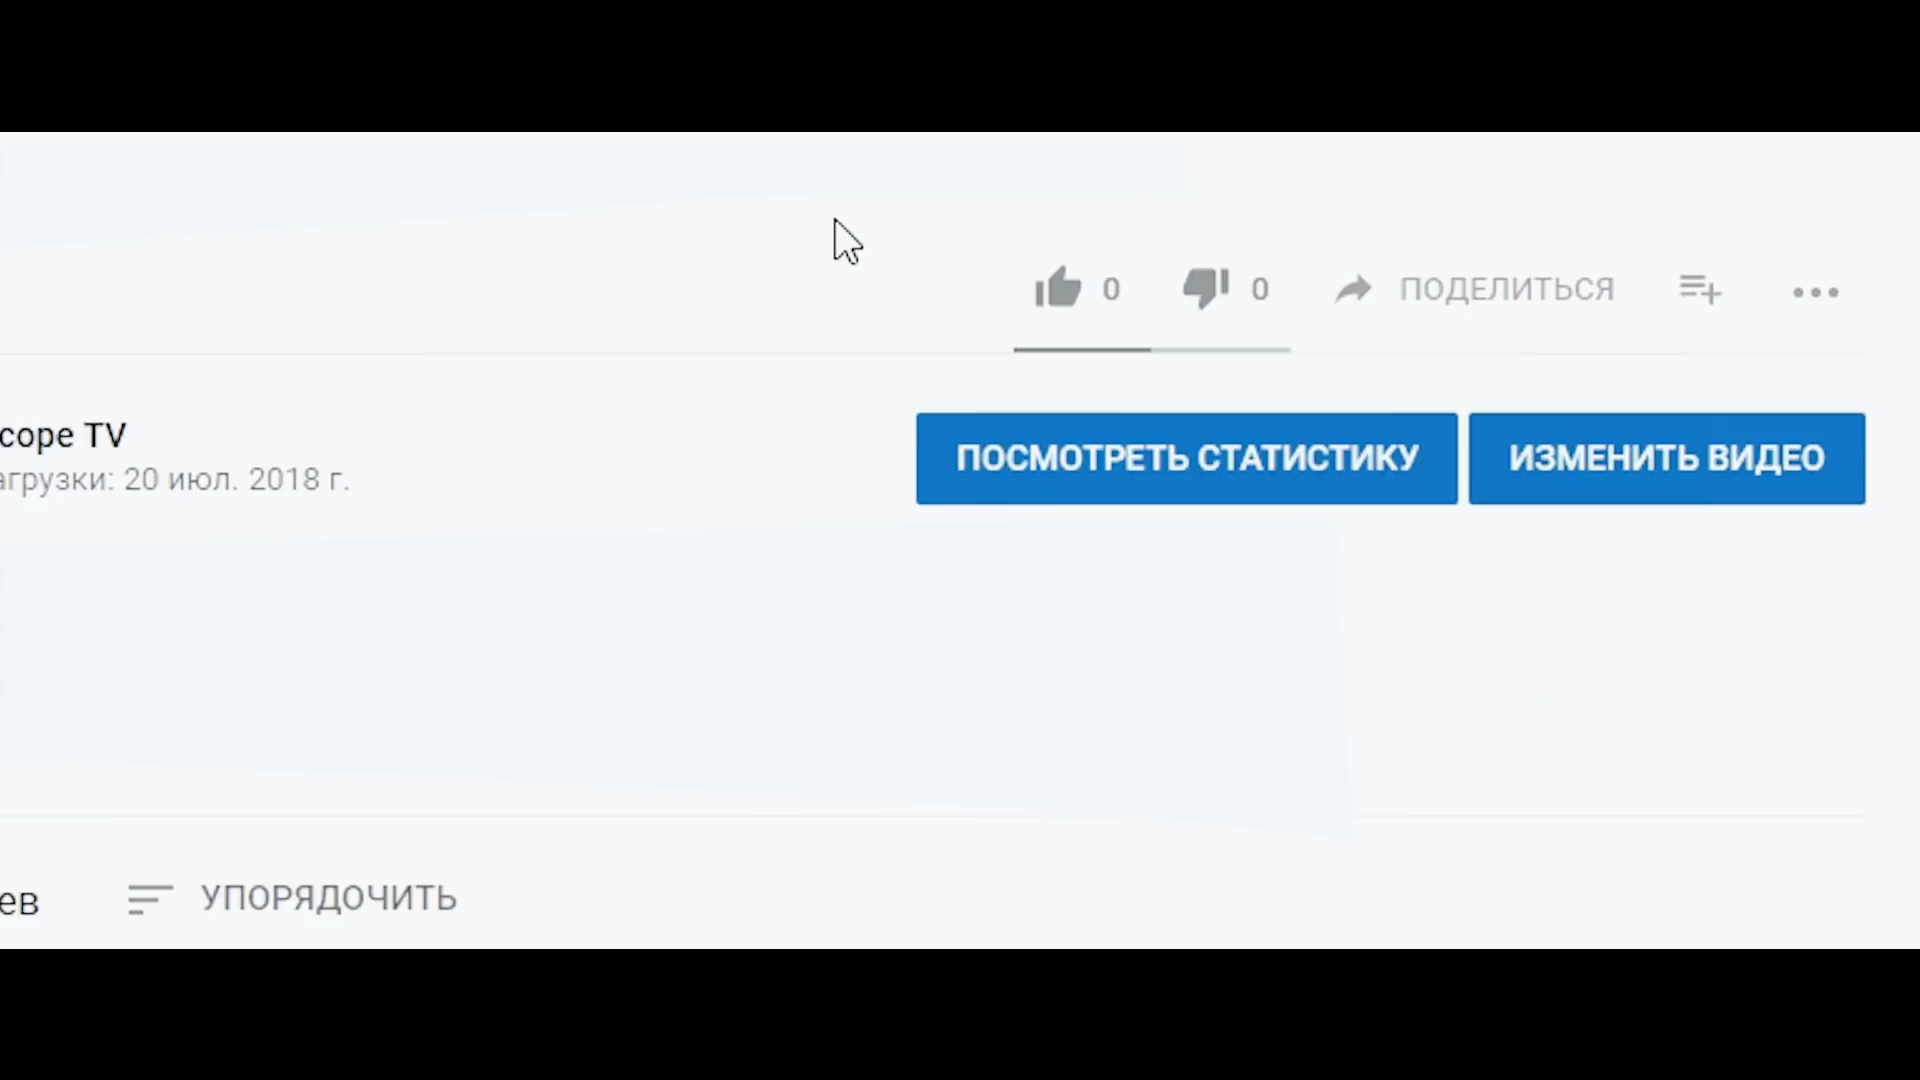 0 0 ПОДЕЛИТЬСЯ
cope TV
агрузки: 20 июл. 2018 г.
ПОСМОТРЕТЬ СТАТИСТИКУ ИЗМЕНИТЬ ВИДЕО
ев УПОРЯДОЧИТЬ